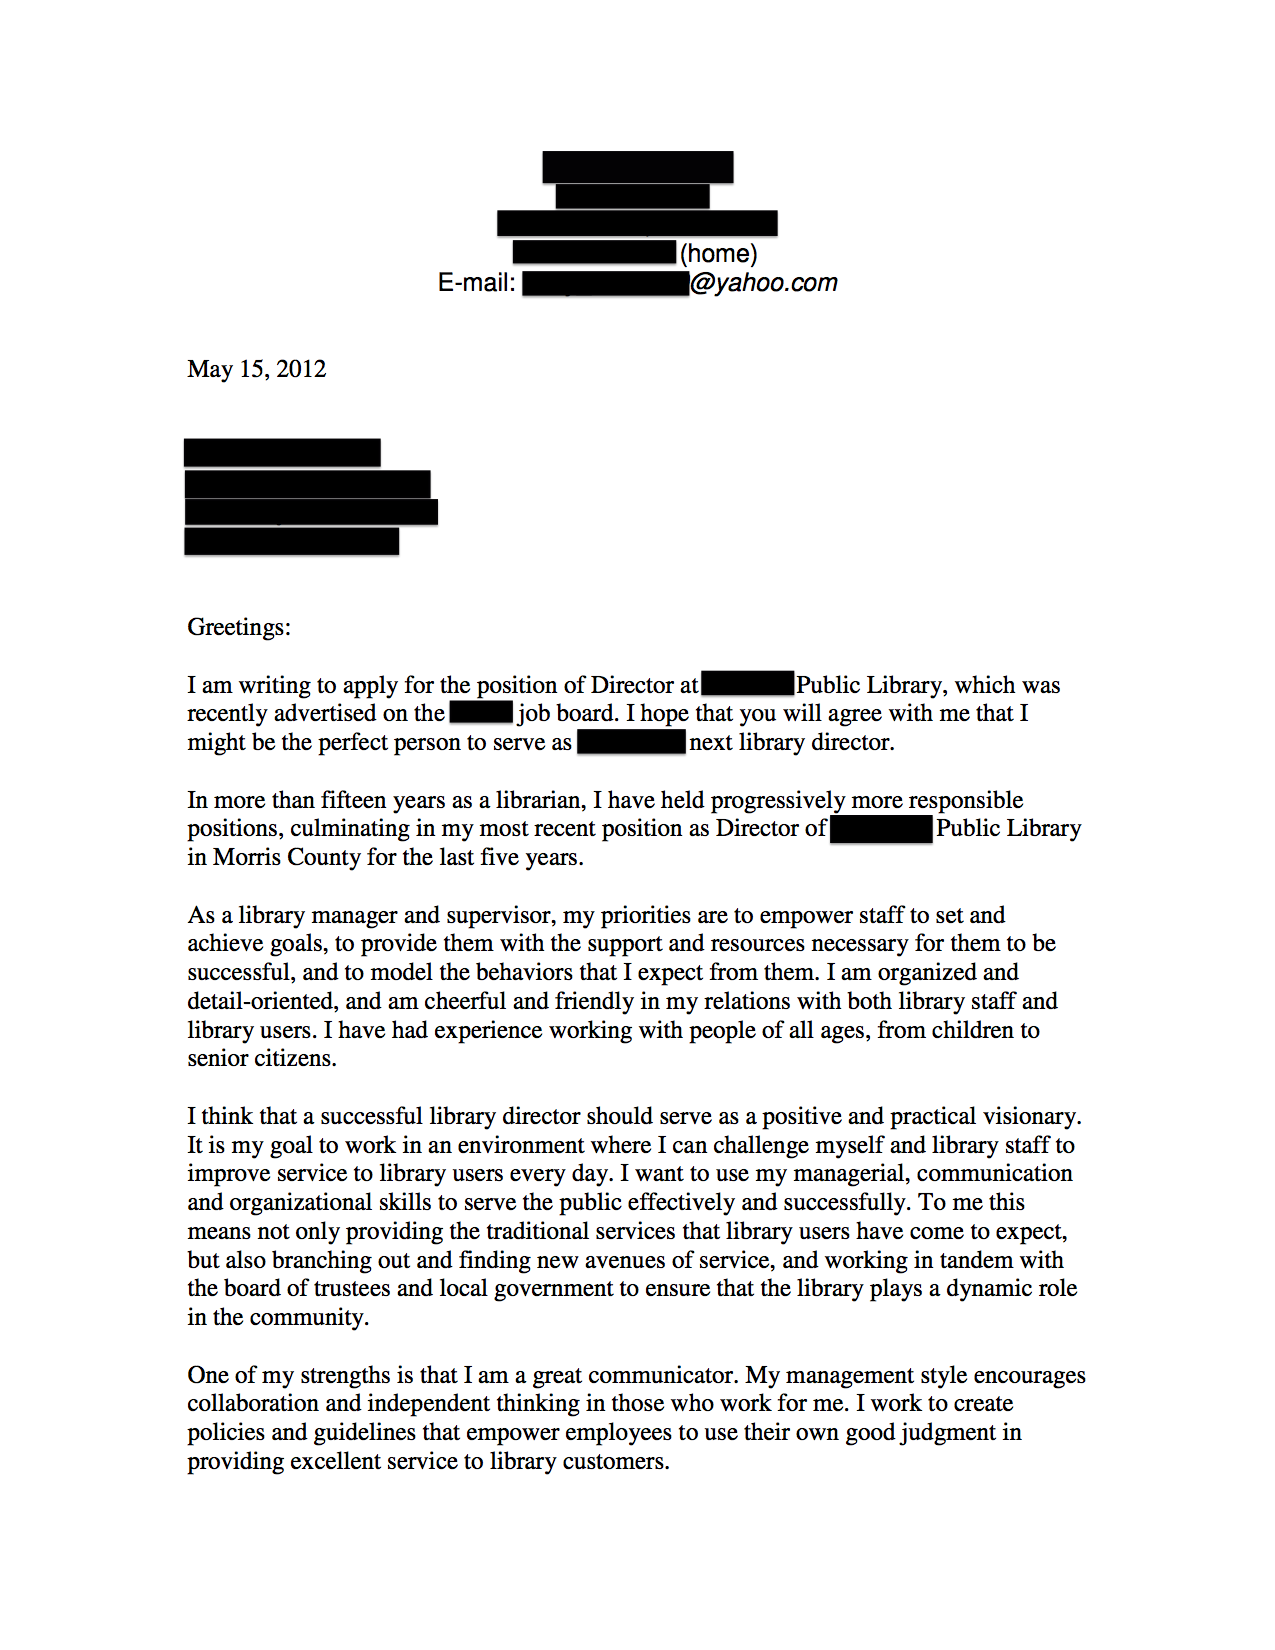 (home)
E-mail: @yahoo.com
May 15, 2012
Greetings:
I am writing to apply for the position of Director at Public Library, which was
recently advertised on the job board. I hope that you will agree with me that I
might be the perfect person to serve as next library director.
In more than fifteen years as a librarian, I have held progressively more responsible
positions, culminating in my most recent position as Director of Public Library
in Morris County for the last five years.
As a library manager and supervisor, my priorities are to empower staff to set and
achieve goals, to provide them with the support and resources necessary for them to be
successful, and to model the behaviors that I expect from them. I am organized and
detail-oriented, and am cheerful and friendly in my relations with both library staff and
library users. I have had experience working with people of all ages, from children to
senior citizens.
I think that a successful library director should serve as a positive and practical visionary.
It is my goal to work in an environment where I can challenge myself and library staff to
improve service to library users every day. I want to use my managerial, communication
and organizational skills to serve the public effectively and successfully. To me this
means not only providing the traditional services that library users have come to expect,
but also branching out and finding new avenues of service, and working in tandem with
the board of trustees and local government to ensure that the library plays a dynamic role
in the community.
One of my strengths is that I am a great communicator. My management style encourages
collaboration and independent thinking in those who work for me. I work to create
policies and guidelines that empower employees to use their own good judgment in
providing excellent service to library customers.